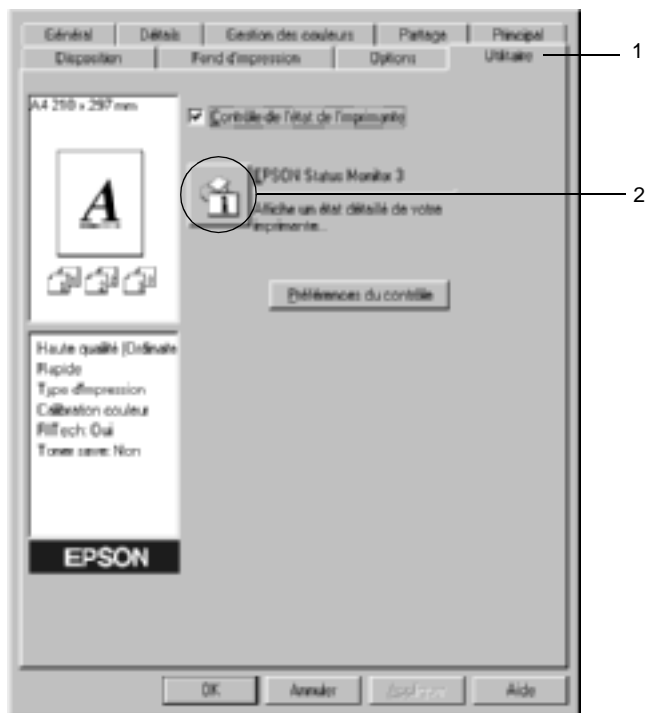 Général Détails Gestion des couleurs Partage Principal
Disposition Fond d'impression Options Utilitaire
1
A4 210 x 297 mm
Contrôle de l'état de l'imprimante
EPSON Status Monitor 3
2
Affiche un état détaillé de votre
imprimante...
A
i
Préférences du contrôle
Haute qualité (Ordinate
Rapide
Type d'impression
Calibration couleur
RITech: Oui
Toner save: Non
EPSON
OK Annuler Appliquer Aide